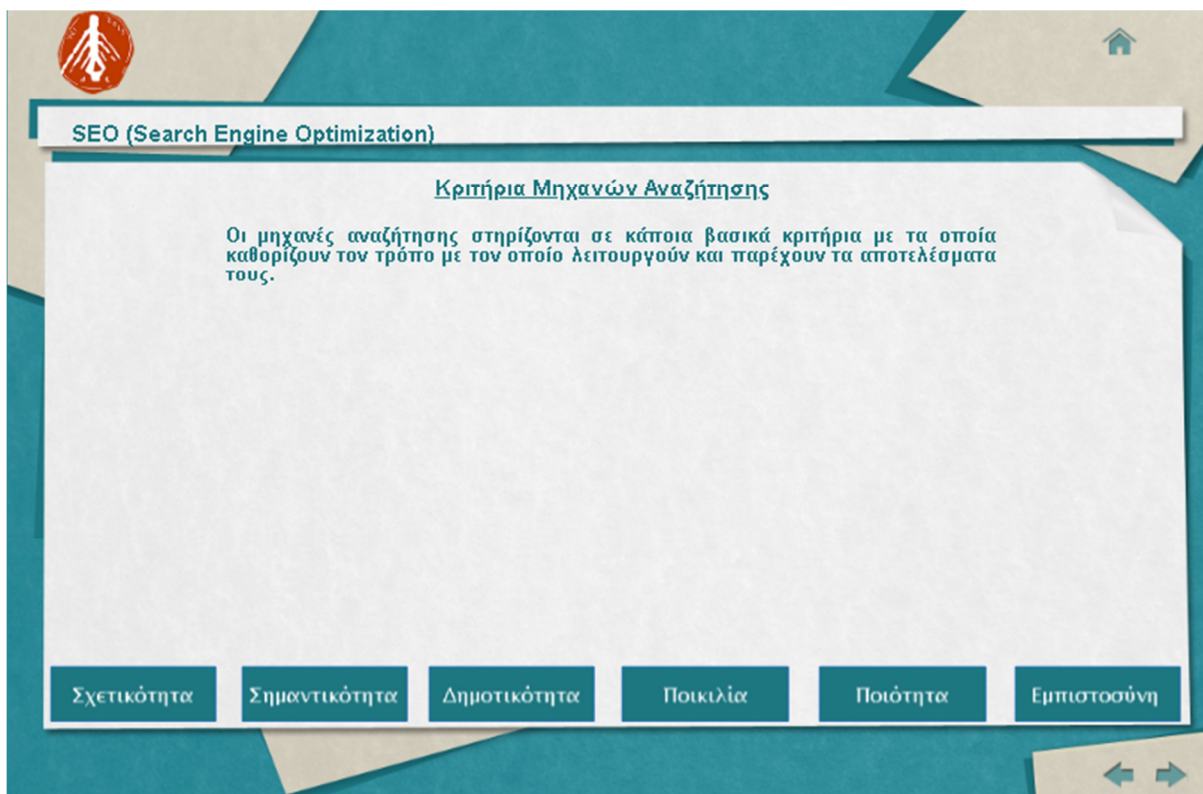 SEO (Search Engine Optimization)
Κριτήρια Μηχανών Αναζήτησης
Οι μηχανές αναζήτησης στηρίζονται σε κάποια βασικά κριτήρια με τα οποία
καθορίζουν τον τρόπο με τον οποίο λειτουργούν και παρέχουν τα αποτελέσματα
τους.
Σχετικότητα
Σημαντικότητα
Δημοτικότητα
Ποικιλία
Ποιότητα
Εμπιστοσύνη